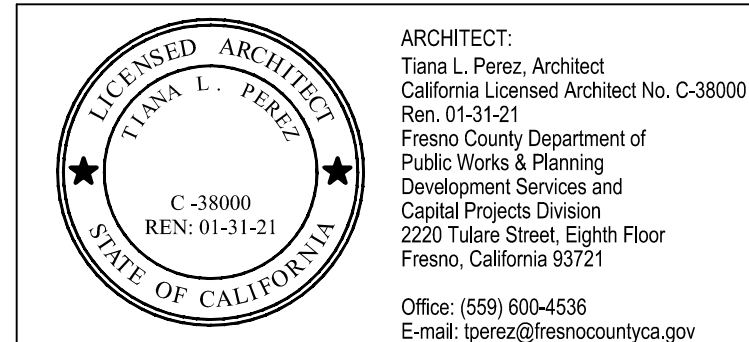 LICENSED ARCHITECT
TIANA L. PEREZ
C -38000
REN: 01-31-21
STATE OF CALIFORNIA
ARCHITECT:
Tiana L. Perez, Architect
California Licensed Architect No. C-38000
Ren. 01-31-21
Fresno County Department of
Public Works & Planning
Development Services and
Capital Projects Division
2220 Tulare Street, Eighth Floor
Fresno, California 93721
Office: (559) 600-4536
E-mail: tperez@fresnocountyca.gov